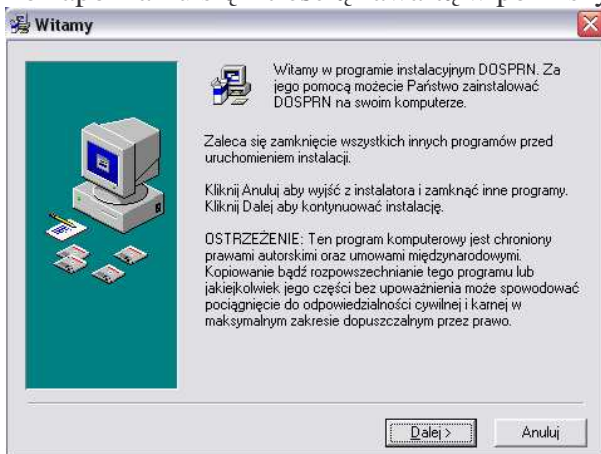 Witamy
Witamy w programie instalacyjnym DOSPRN. Za
jego pomocą możecie Państwo zainstalować
DOSPRN na swoim komputerze.
Zaleca się zamknięcie wszystkich innych programów przed
uruchomieniem instalacji.
Kliknij Anuluj aby wyjść z instalatora i zamknąć inne programy.
Kliknij Dalej aby kontynuować instalację.
OSTRZEŻENIE: Ten program komputerowy jest chroniony
prawami autorskimi oraz umowami międzynarodowymi.
Kopiowanie bądź rozpowszechnianie tego programu lub
jakiejkolwiek jego części bez upoważnienia może spowodować
pociągnięcie do odpowiedzialności cywilnej i karnej w
maksymalnym zakresie dopuszczalnym przez prawo.
Dalej >
Anuluj